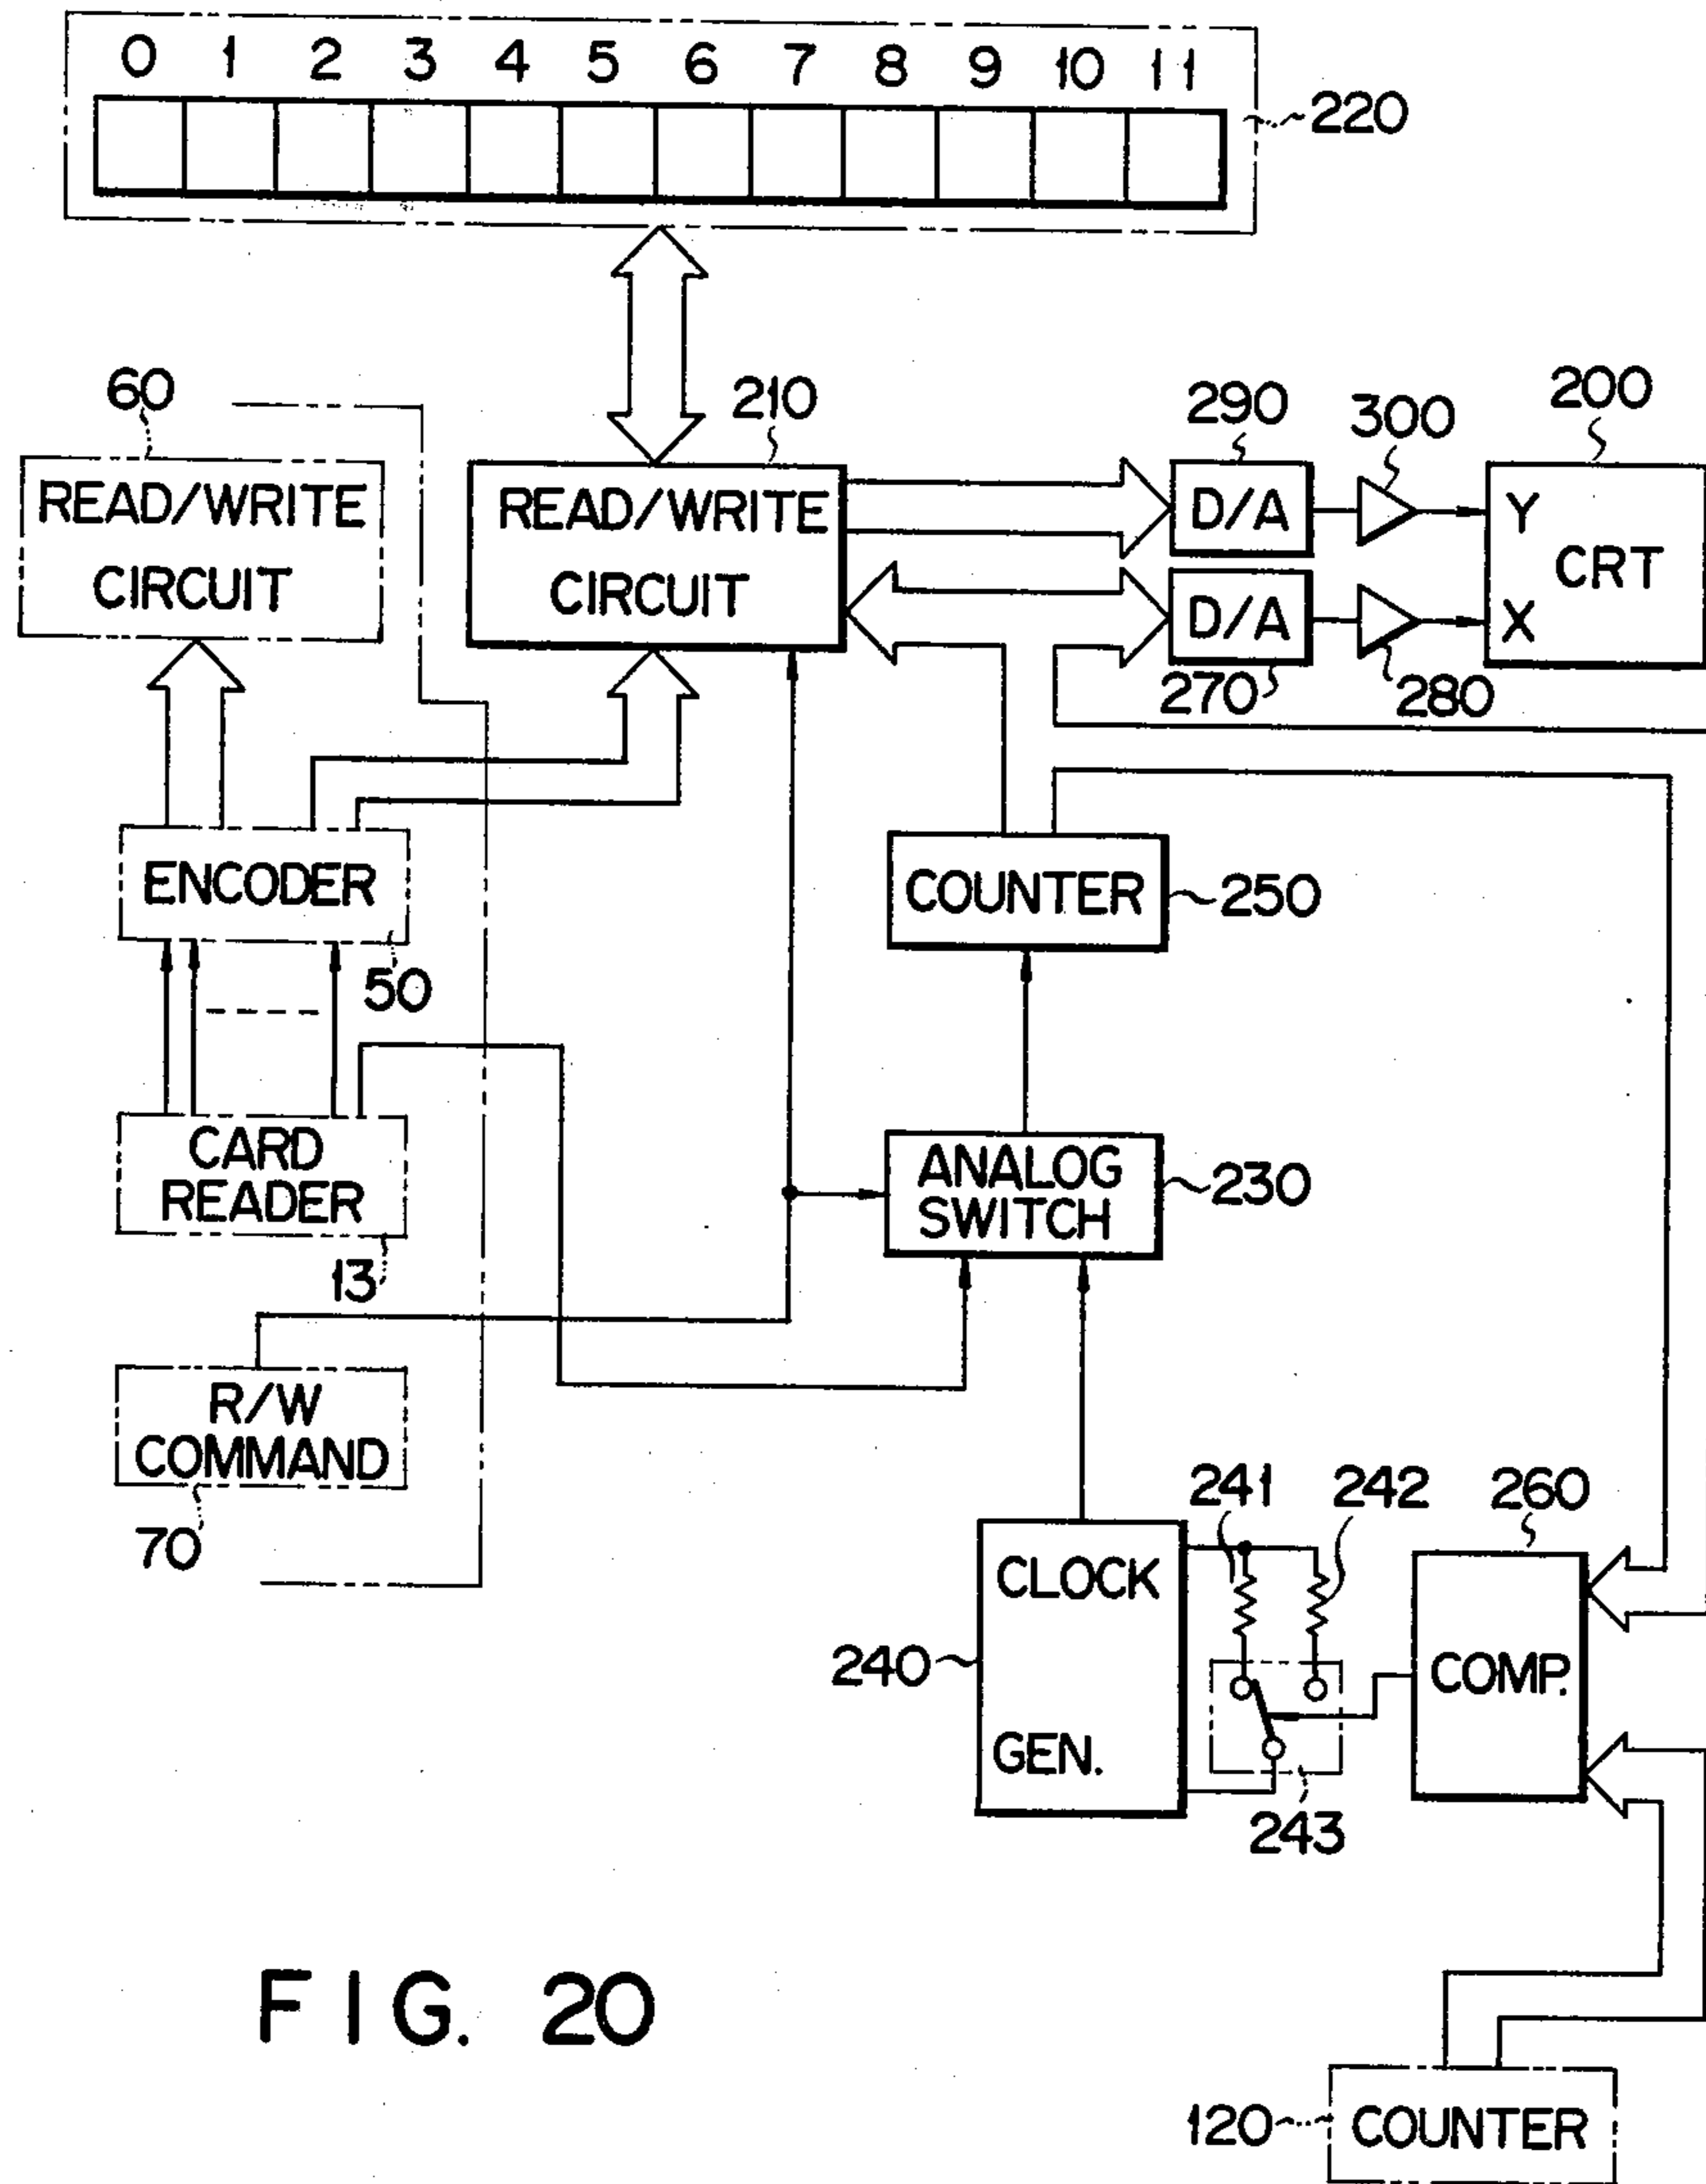 0 1 2 3 4 5 6 7 8 9 10 11
220
60
210
290
300
200
READ/WRITE
CIRCUIT
READ/WRITE
CIRCUIT
D/A
Y
CRT
D/A
X
270
280
ENCODER
50
COUNTER
250
CARD
READER
13
ANALOG
SWITCH
230
R/W
COMMAND
70
241
242
260
CLOCK
GEN.
240
COMP.
243
FIG. 20
120
COUNTER